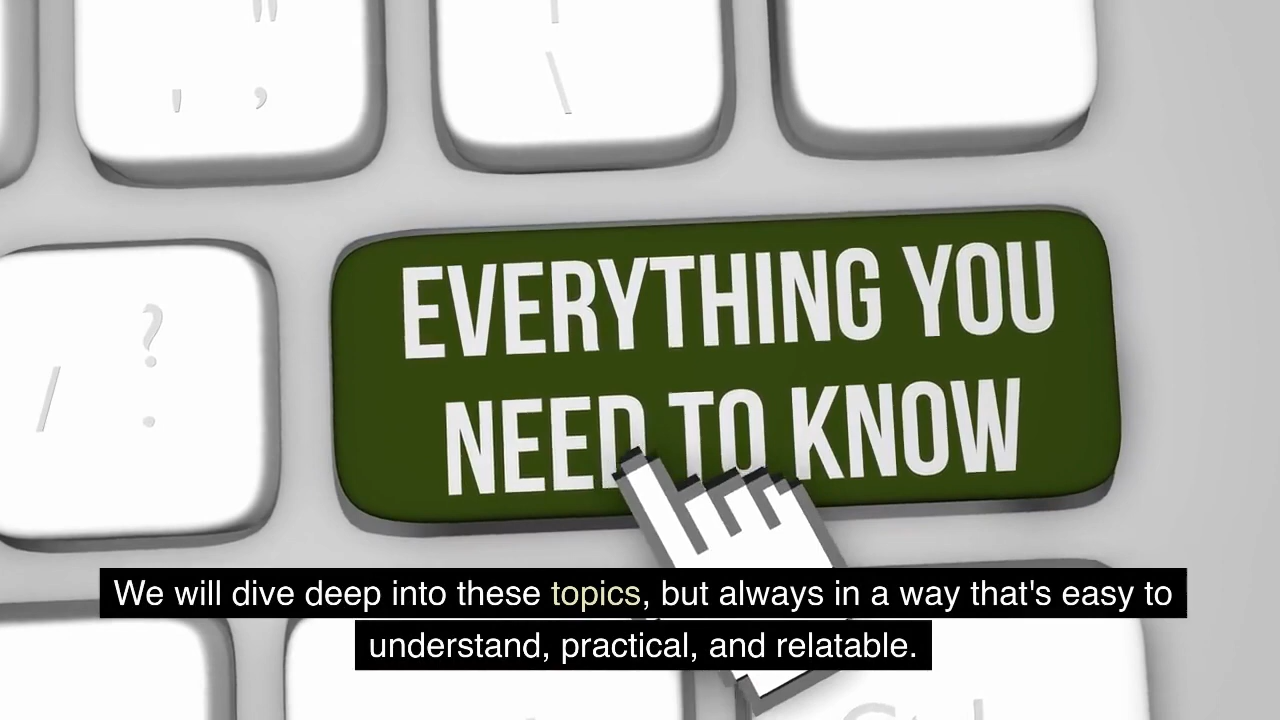 " |
' , \
EVERYTHING YOU
?
NEED TO KNOW
/ .
We will dive deep into these topics, but always in a way that's easy to
understand, practical, and relatable.
Ctrl